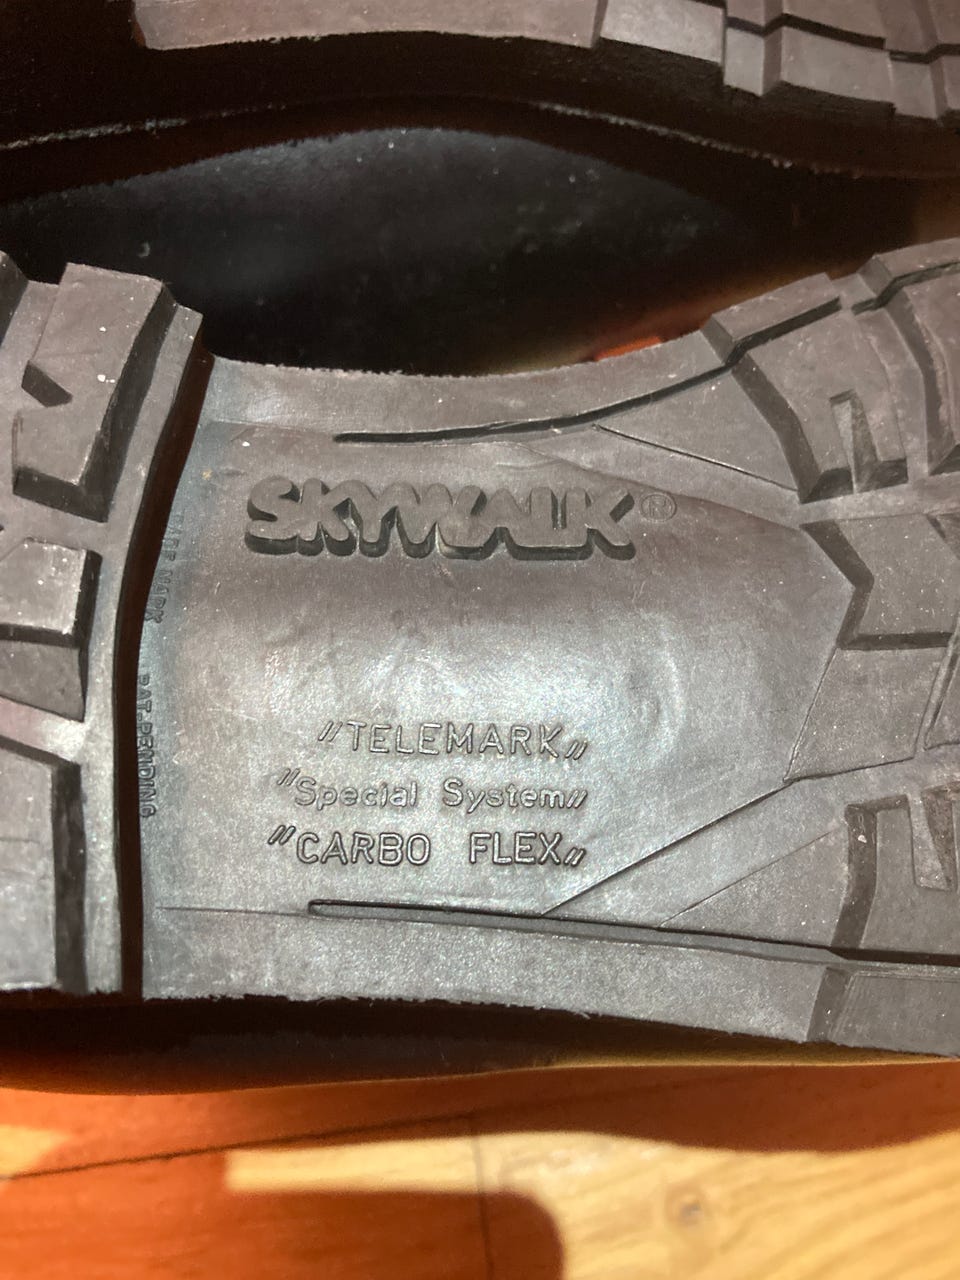 SKYWALK®
"TELEMARK"
"Special System"
"CARBO FLEX"
PAT-PENDING